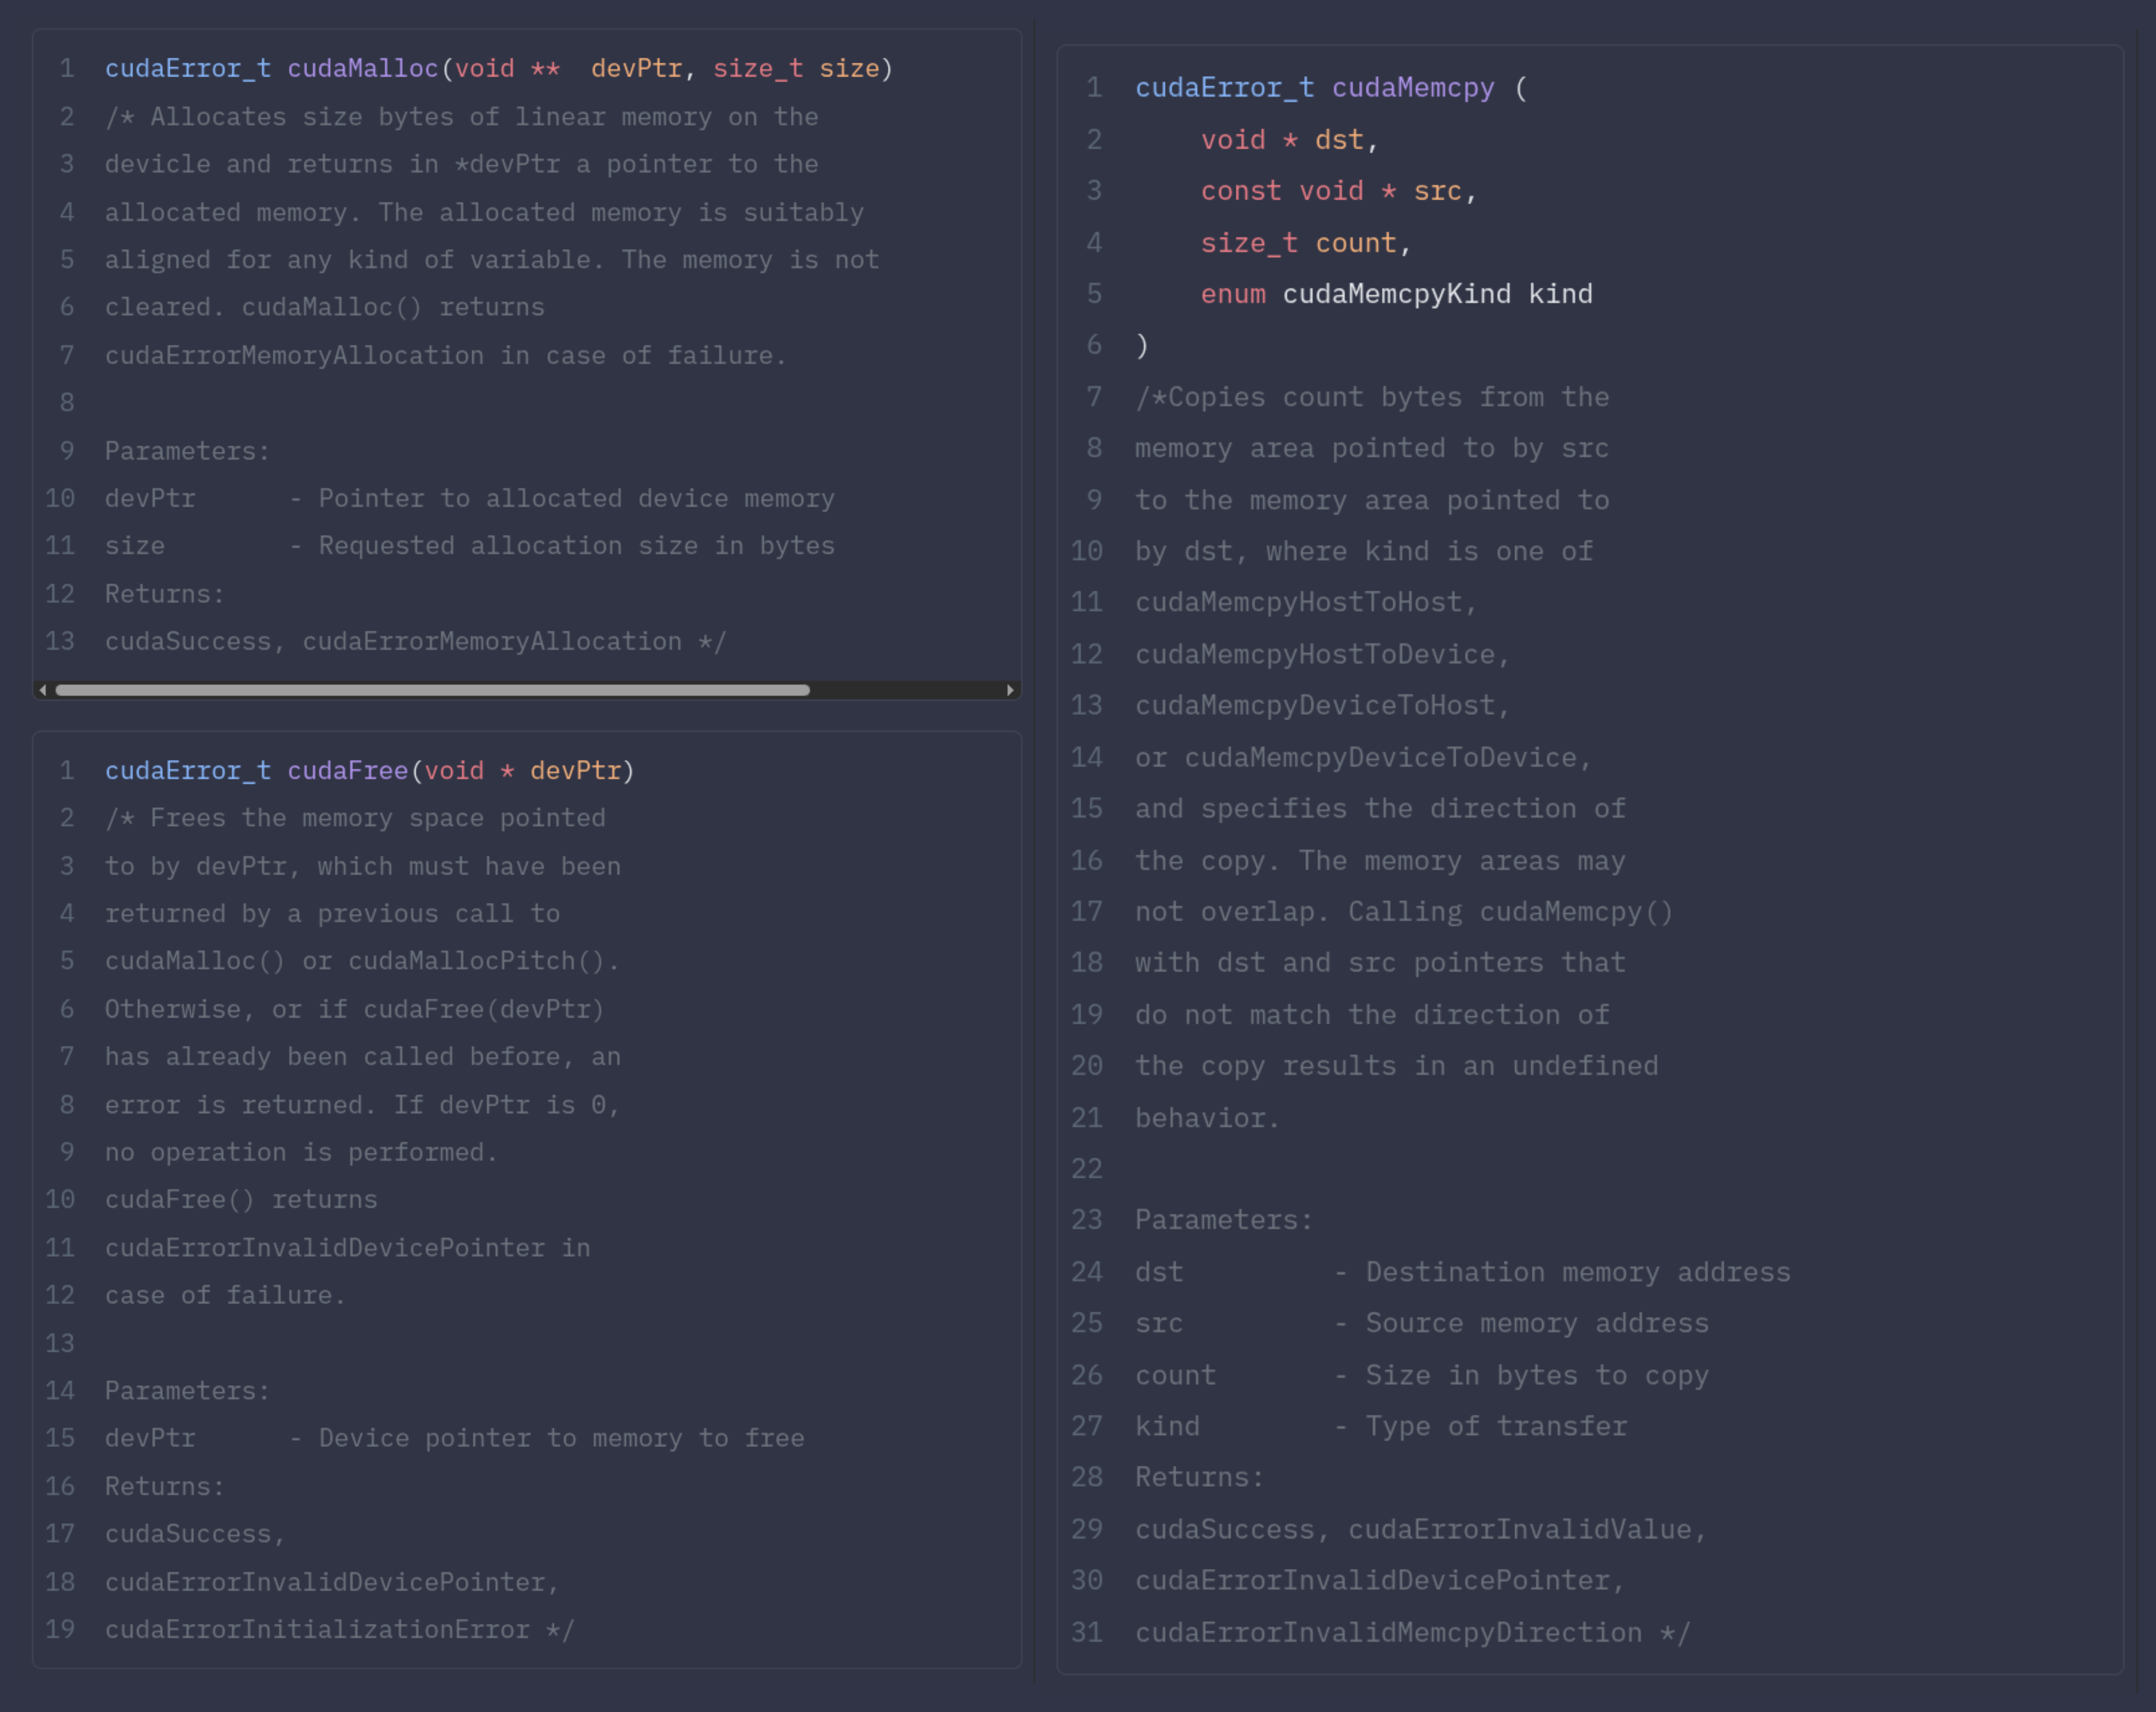 1 cudaError_t cudaMalloc(void **  devPtr, size_t size)
2 /* Allocates size bytes of linear memory on the
3 devicle and returns in *devPtr a pointer to the
4 allocated memory. The allocated memory is suitably
5 aligned for any kind of variable. The memory is not
6 cleared. cudaMalloc() returns
7 cudaErrorMemoryAllocation in case of failure.
8
9 Parameters:
10 devPtr      - Pointer to allocated device memory
11 size        - Requested allocation size in bytes
12 Returns:
13 cudaSuccess, cudaErrorMemoryAllocation */
1 cudaError_t cudaFree(void * devPtr)
2 /* Frees the memory space pointed
3 to by devPtr, which must have been
4 returned by a previous call to
5 cudaMalloc() or cudaMallocPitch().
6 Otherwise, or if cudaFree(devPtr)
7 has already been called before, an
8 error is returned. If devPtr is 0,
9 no operation is performed.
10 cudaFree() returns
11 cudaErrorInvalidDevicePointer in
12 case of failure.
13
14 Parameters:
15 devPtr      - Device pointer to memory to free
16 Returns:
17 cudaSuccess,
18 cudaErrorInvalidDevicePointer,
19 cudaErrorInitializationError */
1 cudaError_t cudaMemcpy (
2     void * dst,
3     const void * src,
4     size_t count,
5     enum cudaMemcpyKind kind
6 )
7 /*Copies count bytes from the
8 memory area pointed to by src
9 to the memory area pointed to
10 by dst, where kind is one of
11 cudaMemcpyHostToHost,
12 cudaMemcpyHostToDevice,
13 cudaMemcpyDeviceToHost,
14 or cudaMemcpyDeviceToDevice,
15 and specifies the direction of
16 the copy. The memory areas may
17 not overlap. Calling cudaMemcpy()
18 with dst and src pointers that
19 do not match the direction of
20 the copy results in an undefined
21 behavior.
22
23 Parameters:
24 dst         - Destination memory address
25 src         - Source memory address
26 count       - Size in bytes to copy
27 kind        - Type of transfer
28 Returns:
29 cudaSuccess, cudaErrorInvalidValue,
30 cudaErrorInvalidDevicePointer,
31 cudaErrorInvalidMemcpyDirection */